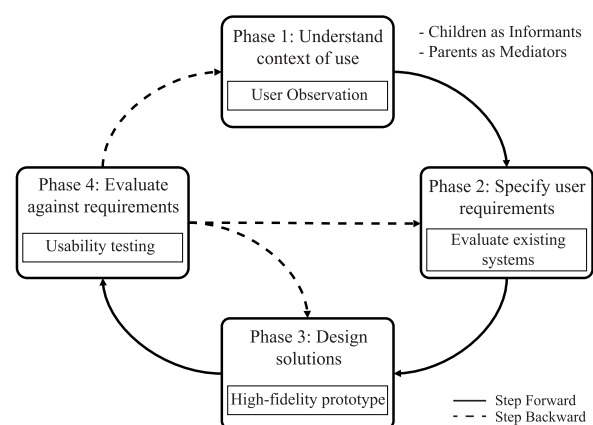 Phase 1: Understand
context of use
User Observation
- Children as Informants
- Parents as Mediators
Phase 4: Evaluate
against requirements
Usability testing
Phase 2: Specify user
requirements
Evaluate existing
systems
Phase 3: Design
solutions
High-fidelity prototype
Step Forward
Step Backward